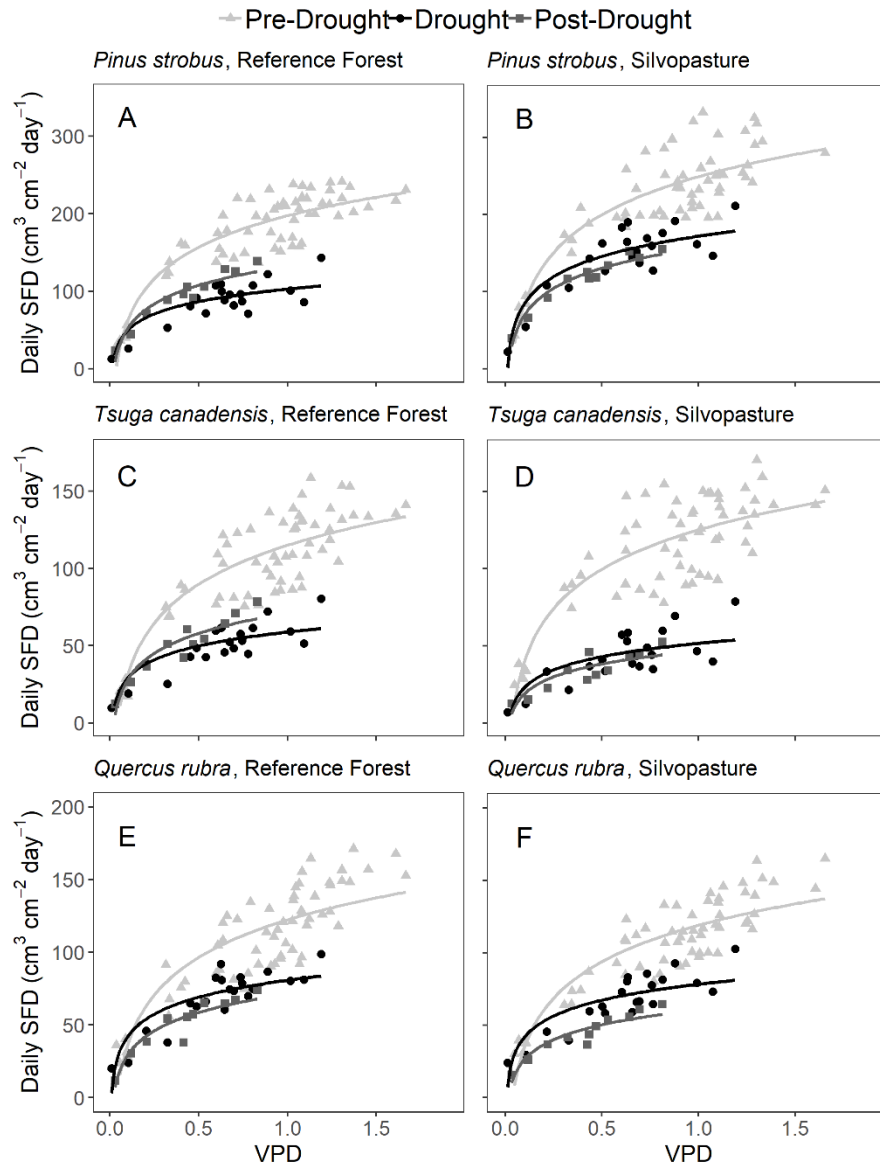 Pre-Drought Drought Post-Drought
Pinus strobus, Reference Forest
Pinus strobus, Silvopasture
A
B
300
200
100
0
Daily SFD (cm³ cm⁻² day⁻¹)
Tsuga canadensis, Reference Forest
Tsuga canadensis, Silvopasture
C
D
150
100
50
0
Daily SFD (cm³ cm⁻² day⁻¹)
Quercus rubra, Reference Forest
Quercus rubra, Silvopasture
E
F
200
150
100
50
0
Daily SFD (cm³ cm⁻² day⁻¹)
0.0 0.5 1.0 1.5
0.0 0.5 1.0 1.5
VPD
VPD